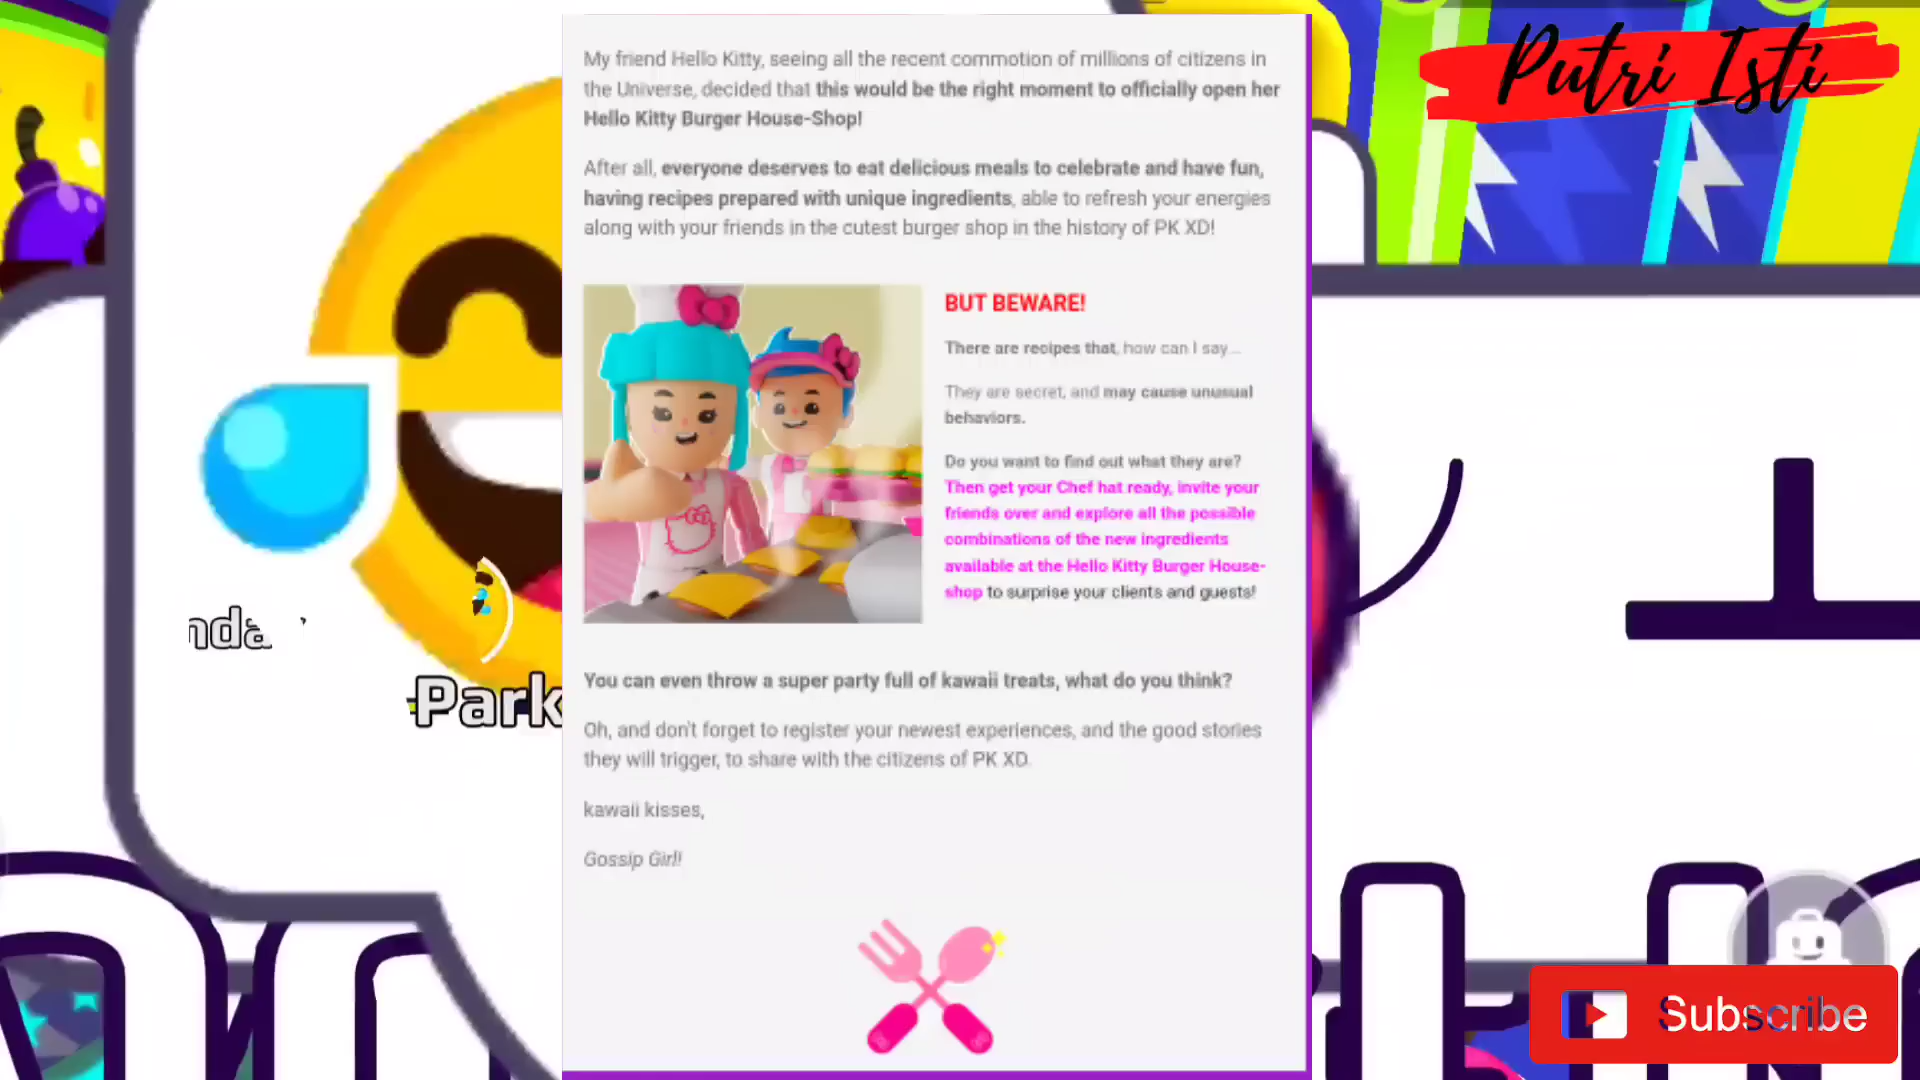 Putri Isti
My friend Hello Kitty, seeing all the recent commotion of millions of citizens in
the Universe, decided that this would be the right moment to officially open her
Hello Kitty Burger House-Shop!
After all, everyone deserves to eat delicious meals to celebrate and have fun,
having recipes prepared with unique ingredients, able to refresh your energies
along with your friends in the cutest burger shop in the history of PK XD!
BUT BEWARE!
There are recipes that, how can I say...
They are secret, and may cause unusual
behaviors.
Do you want to find out what they are?
Then get your Chef hat ready, invite your
friends over and explore all the possible
combinations of the new ingredients
available at the Hello Kitty Burger House-
shop to surprise your clients and guests!
nda
Park
You can even throw a super party full of kawaii treats, what do you think?
Oh, and don't forget to register your newest experiences, and the good stories
they will trigger, to share with the citizens of PK XD.
kawaii kisses,
Gossip Girl!
Subscribe